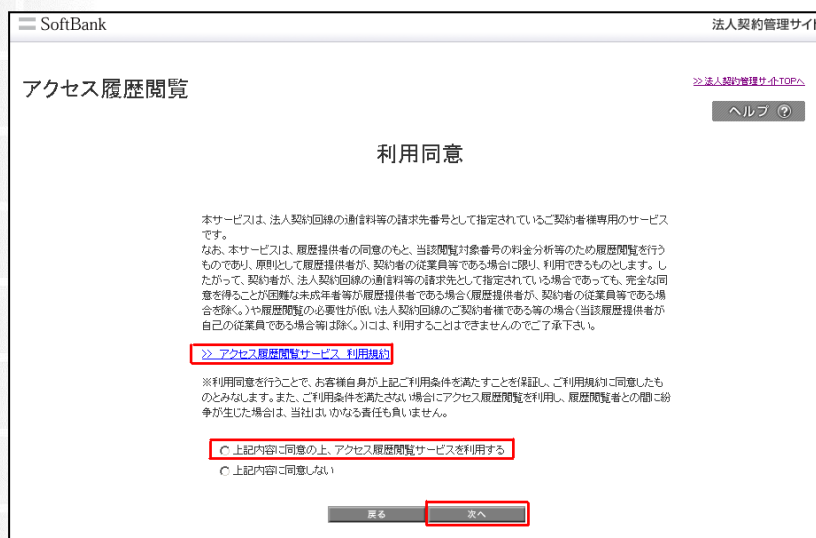 SoftBank
法人契約管理サイト
アクセス履歴閲覧
>> 法人契約管理サイトTOPへ
ヘルプ ?
利用同意
本サービスは、法人契約回線の通信料等の請求先番号として指定されているご契約者様専用のサービス
です。
なお、本サービスは、履歴提供者の同意のもと、当該閲覧対象番号の料金分析等のため履歴閲覧を行う
ものであり、原則として履歴提供者が、契約者の従業員等である場合に限り、利用できるものとします。し
たがって、契約者が、法人契約回線の通信料等の請求先として指定されている場合であっても、完全な同
意を得ることが困難な未成年者等が履歴提供者である場合(履歴提供者が、契約者の従業員等である場
合を除く。)や履歴閲覧の必要性が低い法人契約回線のご契約者様である等の場合(当該履歴提供者が
自己の従業員である場合等は除く。)には、利用することはできませんのでご了承下さい。
>> アクセス履歴閲覧サービス 利用規約
※利用同意を行うことで、お客様自身が上記ご利用条件を満たすことを保証し、ご利用規約に同意したも
のとみなします。また、ご利用条件を満たさない場合にアクセス履歴閲覧を利用し、履歴閲覧者との間に紛
争が生じた場合は、当社はいかなる責任も負いません。
上記内容に同意の上、アクセス履歴閲覧サービスを利用する
上記内容に同意しない
戻る 次へ